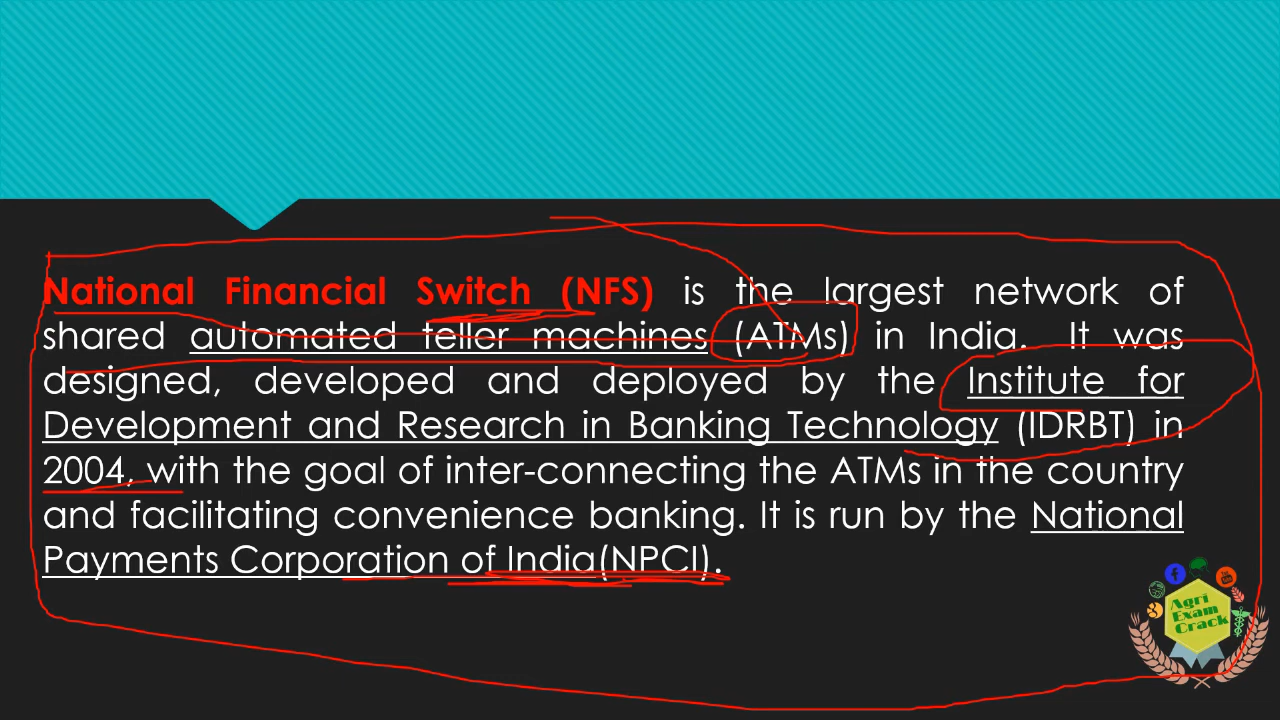 National Financial Switch (NFS) is the largest network of
shared automated teller machines (ATMs) in India. It was
designed, developed and deployed by the Institute for
Development and Research in Banking Technology (IDRBT) in
2004, with the goal of inter-connecting the ATMs in the country
and facilitating convenience banking. It is run by the National
Payments Corporation of India(NPCI).
Agri
Exam
Crack